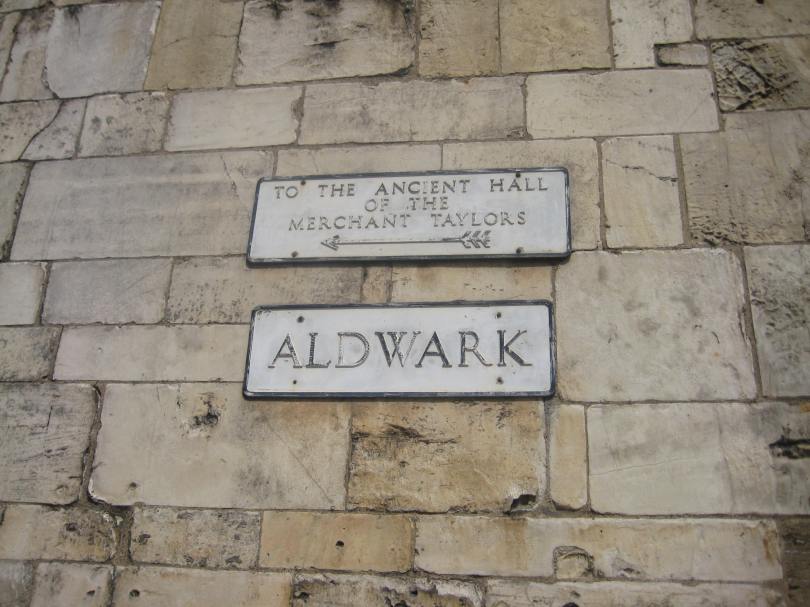 TO THE ANCIENT HALL
OF THE
MERCHANT TAYLORS
ALDWARK